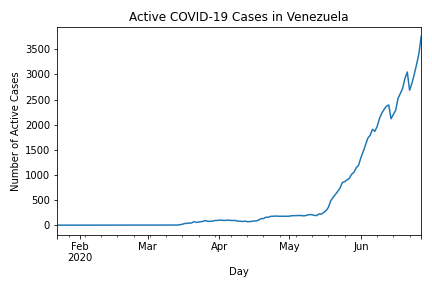 Active COVID-19 Cases in Venezuela
Number of Active Cases
3500
3000
2500
2000
1500
1000
500
0
Feb Mar Apr May Jun
2020
Day